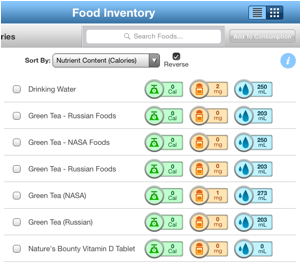 Food Inventory
ries
Search Foods...
Add to Consumption
Sort By: Nutrient Content (Calories) Reverse
Drinking Water 0 Cal 2 mg 250 mL
Green Tea - Russian Foods 0 Cal 0 mg 203 mL
Green Tea - NASA Foods 0 Cal 0 mg 250 mL
Green Tea - Russian Foods 0 Cal 0 mg 203 mL
Green Tea (NASA) 0 Cal 1 mg 273 mL
Green Tea (Russian) 0 Cal 0 mg 203 mL
Nature's Bounty Vitamin D Tablet 0 Cal 0 mg 0 mL